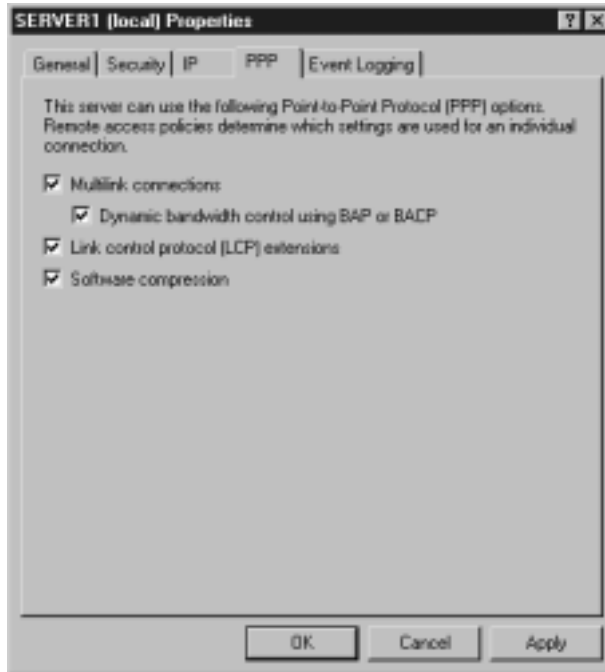 SERVER1 (local) Properties
General Security IP PPP Event Logging
This server can use the following Point-to-Point Protocol (PPP) options.
Remote access policies determine which settings are used for an individual
connection.
Multilink connections
Dynamic bandwidth control using BAP or BACP
Link control protocol (LCP) extensions
Software compression
OK Cancel Apply